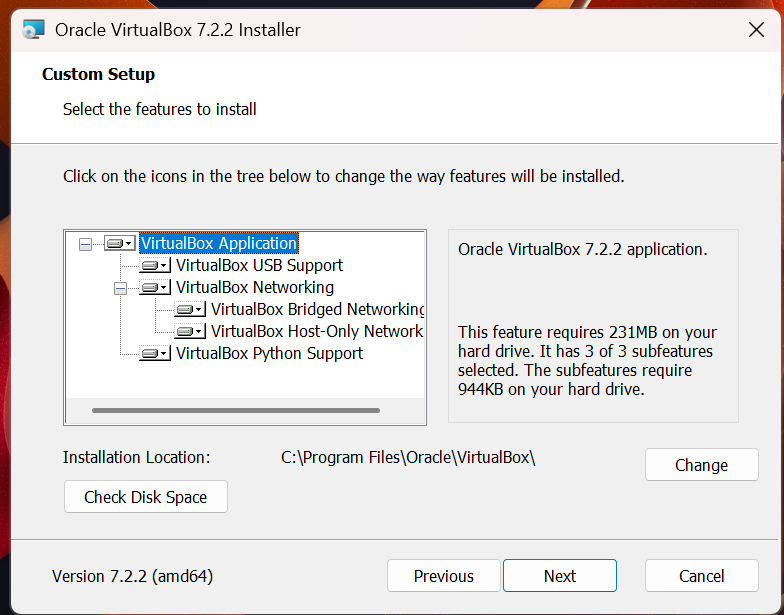 Oracle VirtualBox 7.2.2 Installer
Custom Setup
Select the features to install
Click on the icons in the tree below to change the way features will be installed.
VirtualBox Application
VirtualBox USB Support
VirtualBox Networking
VirtualBox Bridged Networking
VirtualBox Host-Only Network
VirtualBox Python Support
Oracle VirtualBox 7.2.2 application.
This feature requires 231MB on your
hard drive. It has 3 of 3 subfeatures
selected. The subfeatures require
944KB on your hard drive.
Installation Location:
C:\Program Files\Oracle\VirtualBox\
Change
Check Disk Space
Version 7.2.2 (amd64)
Previous
Next
Cancel